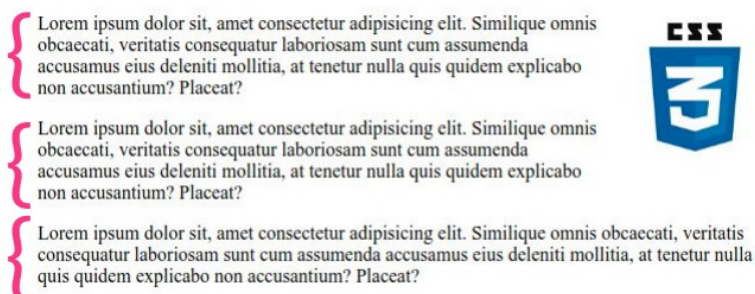 Lorem ipsum dolor sit, amet consectetur adipisicing elit. Similique omnis
obcaecati, veritatis consequatur laboriosam sunt cum assumenda
accusamus eius deleniti mollitia, at tenetur nulla quis quidem explicabo
non accusantium? Placeat?
CSS
3
Lorem ipsum dolor sit, amet consectetur adipisicing elit. Similique omnis
obcaecati, veritatis consequatur laboriosam sunt cum assumenda
accusamus eius deleniti mollitia, at tenetur nulla quis quidem explicabo
non accusantium? Placeat?
Lorem ipsum dolor sit, amet consectetur adipisicing elit. Similique omnis obcaecati, veritatis
consequatur laboriosam sunt cum assumenda accusamus eius deleniti mollitia, at tenetur nulla
quis quidem explicabo non accusantium? Placeat?